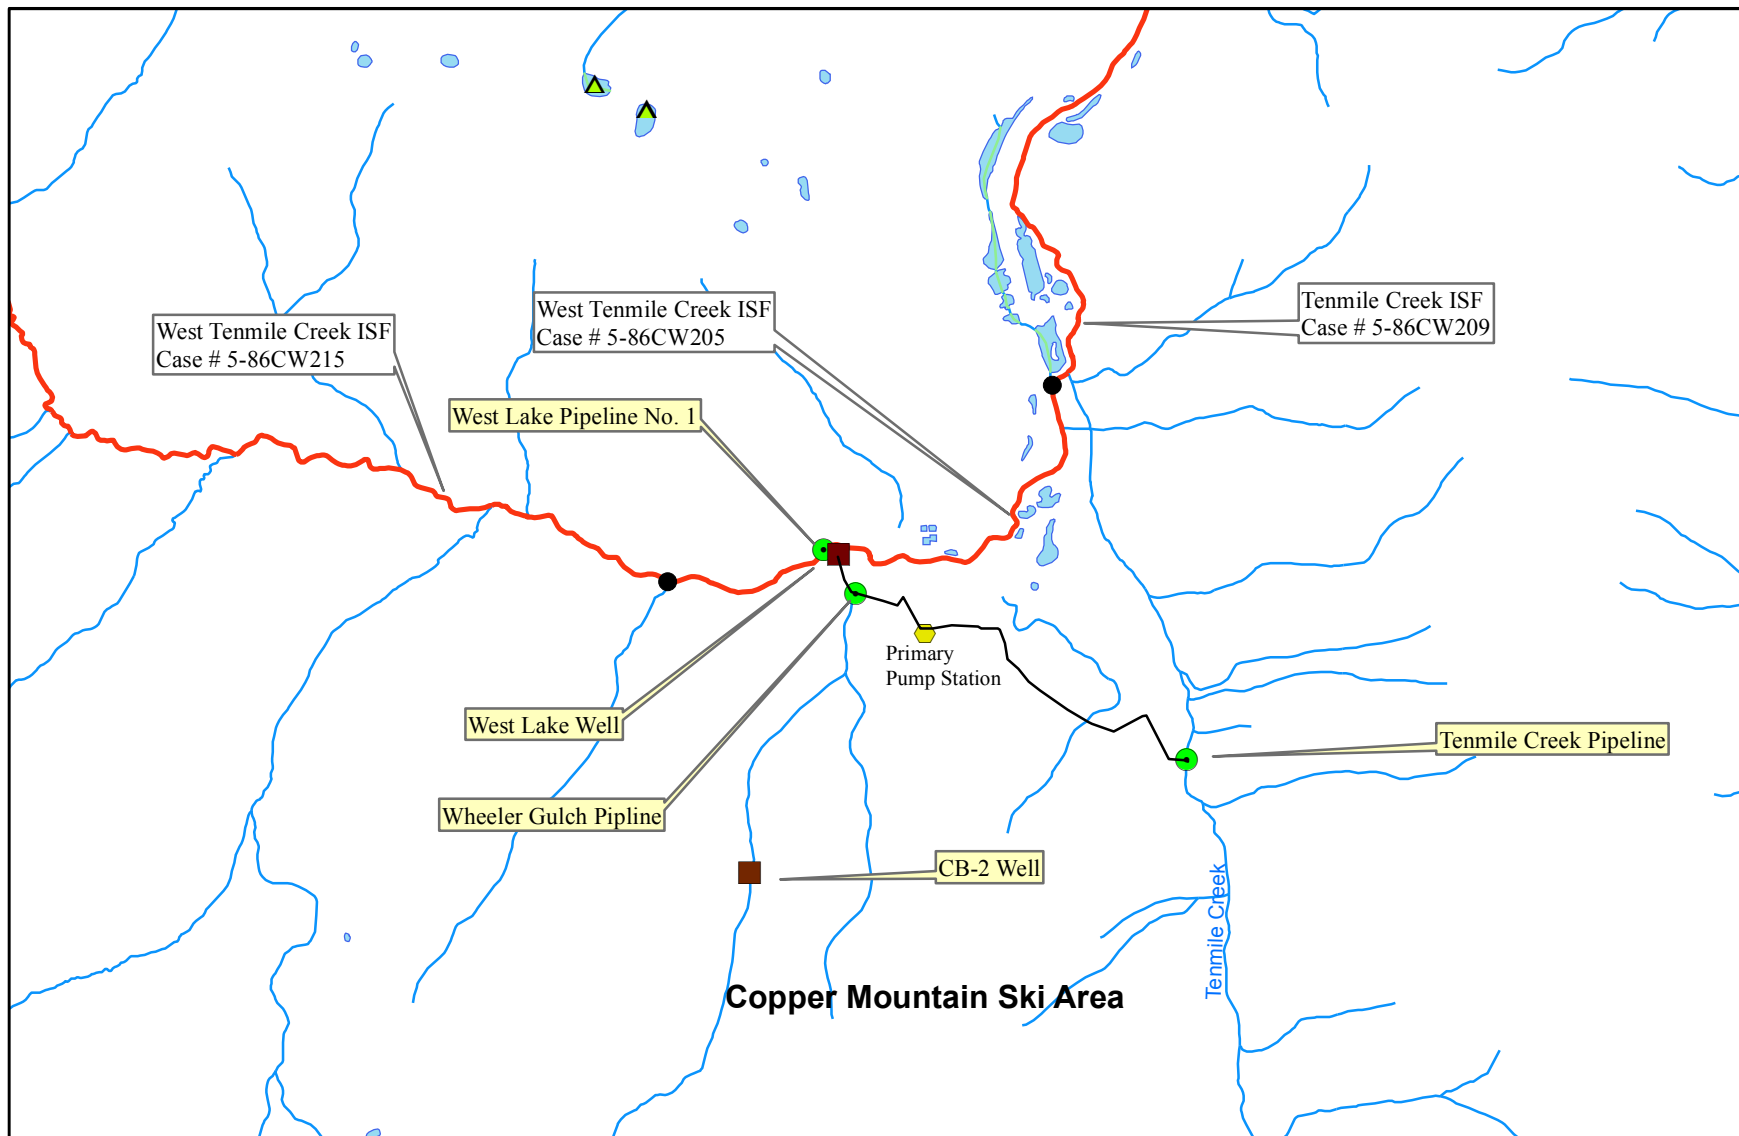 West Tenmile Creek ISF
Case # 5-86CW215
West Tenmile Creek ISF
Case # 5-86CW205
Tenmile Creek ISF
Case # 5-86CW209
West Lake Pipeline No. 1
Primary
Pump Station
West Lake Well
Tenmile Creek Pipeline
Wheeler Gulch Pipline
CB-2 Well
Tenmile Creek
Copper Mountain Ski Area